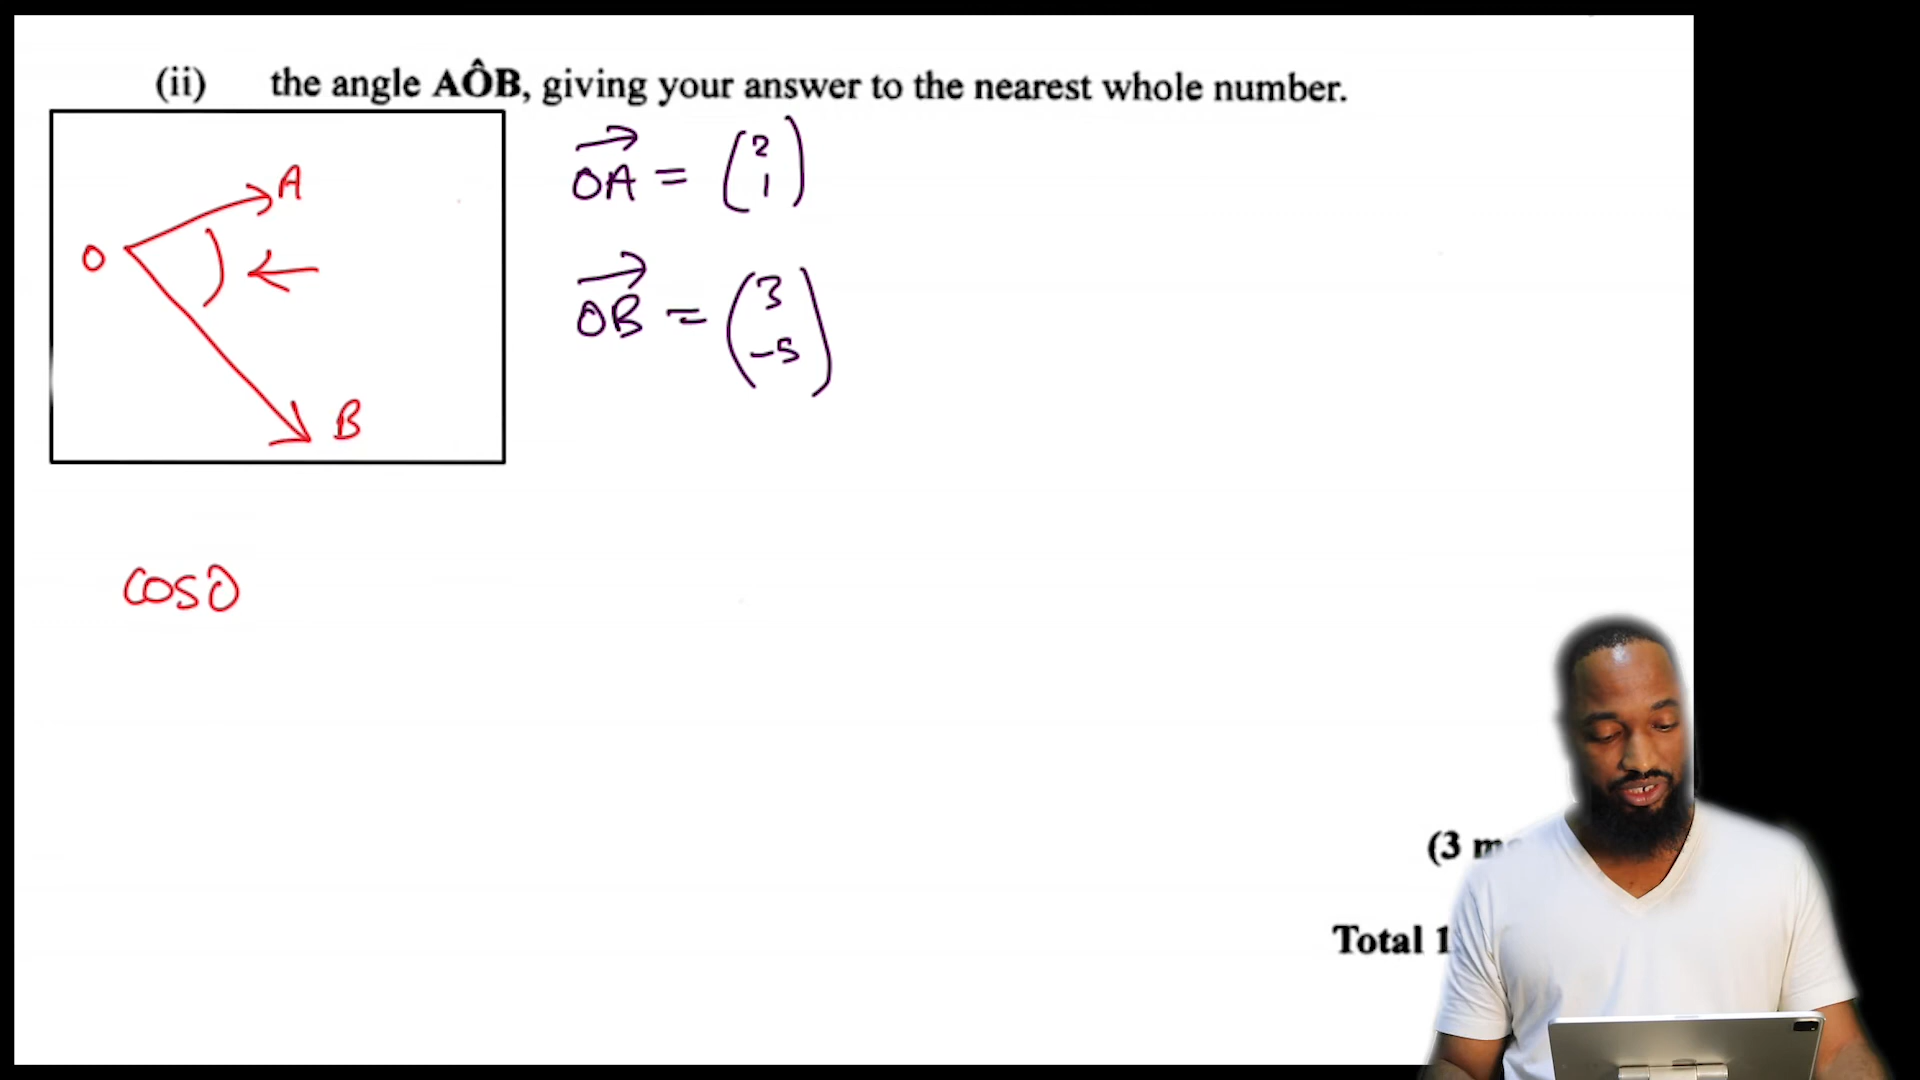 (ii) the angle AÔB, giving your answer to the nearest whole number.
A
O
B
OA = (2 1)
OB = (3 -5)
cosθ
(3
Total 1